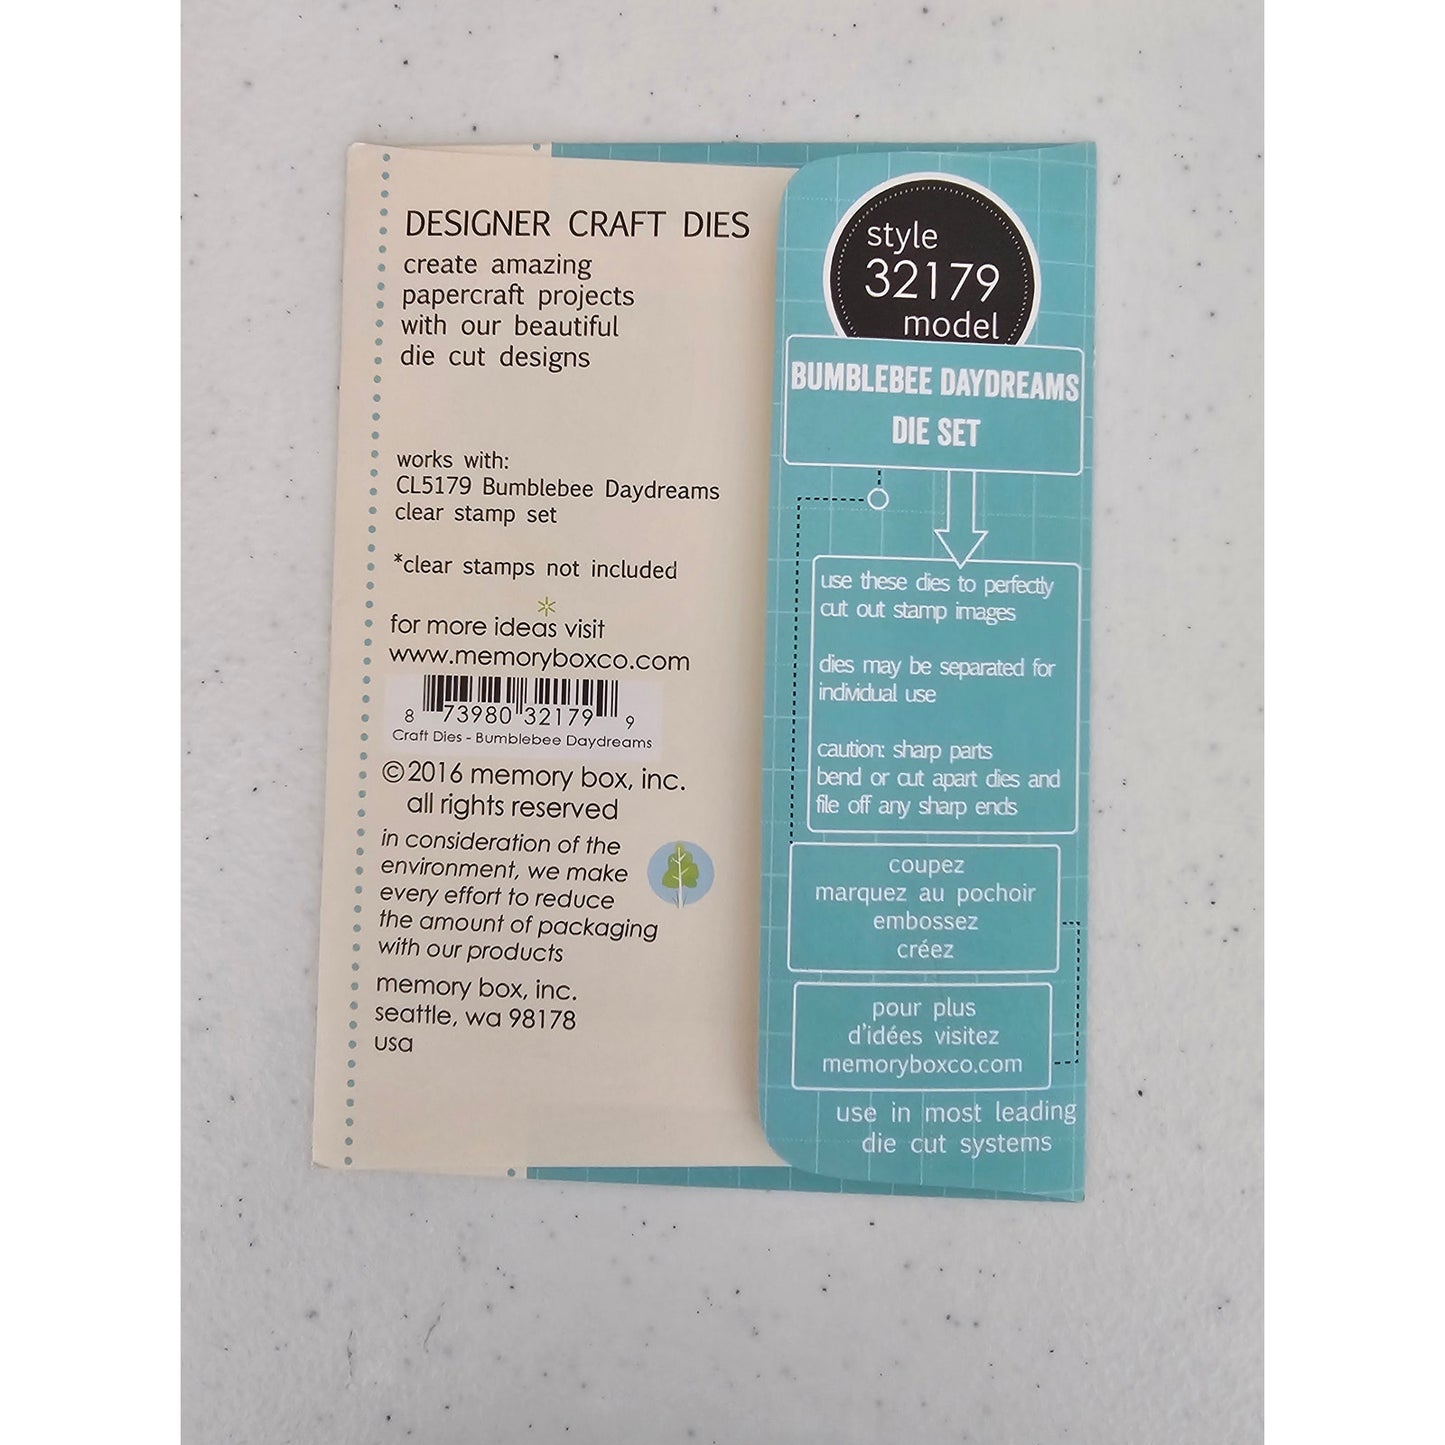 DESIGNER CRAFT DIES
create amazing
papercraft projects
with our beautiful
die cut designs
works with:
CL5179 Bumblebee Daydreams
clear stamp set
*clear stamps not included
for more ideas visit
www.memoryboxco.com
8 73980 32179 9
Craft Dies - Bumblebee Daydreams
©2016 memory box, inc.
all rights reserved
in consideration of the
environment, we make
every effort to reduce
the amount of packaging
with our products
memory box, inc.
seattle, wa 98178
usa
style
32179
model
BUMBLEBEE DAYDREAMS
DIE SET
use these dies to perfectly
cut out stamp images
dies may be separated for
individual use
caution: sharp parts
bend or cut apart dies and
file off any sharp ends
coupez
marquez au pochoir
embossez
créez
pour plus
d'idées visitez
memoryboxco.com
use in most leading
die cut systems